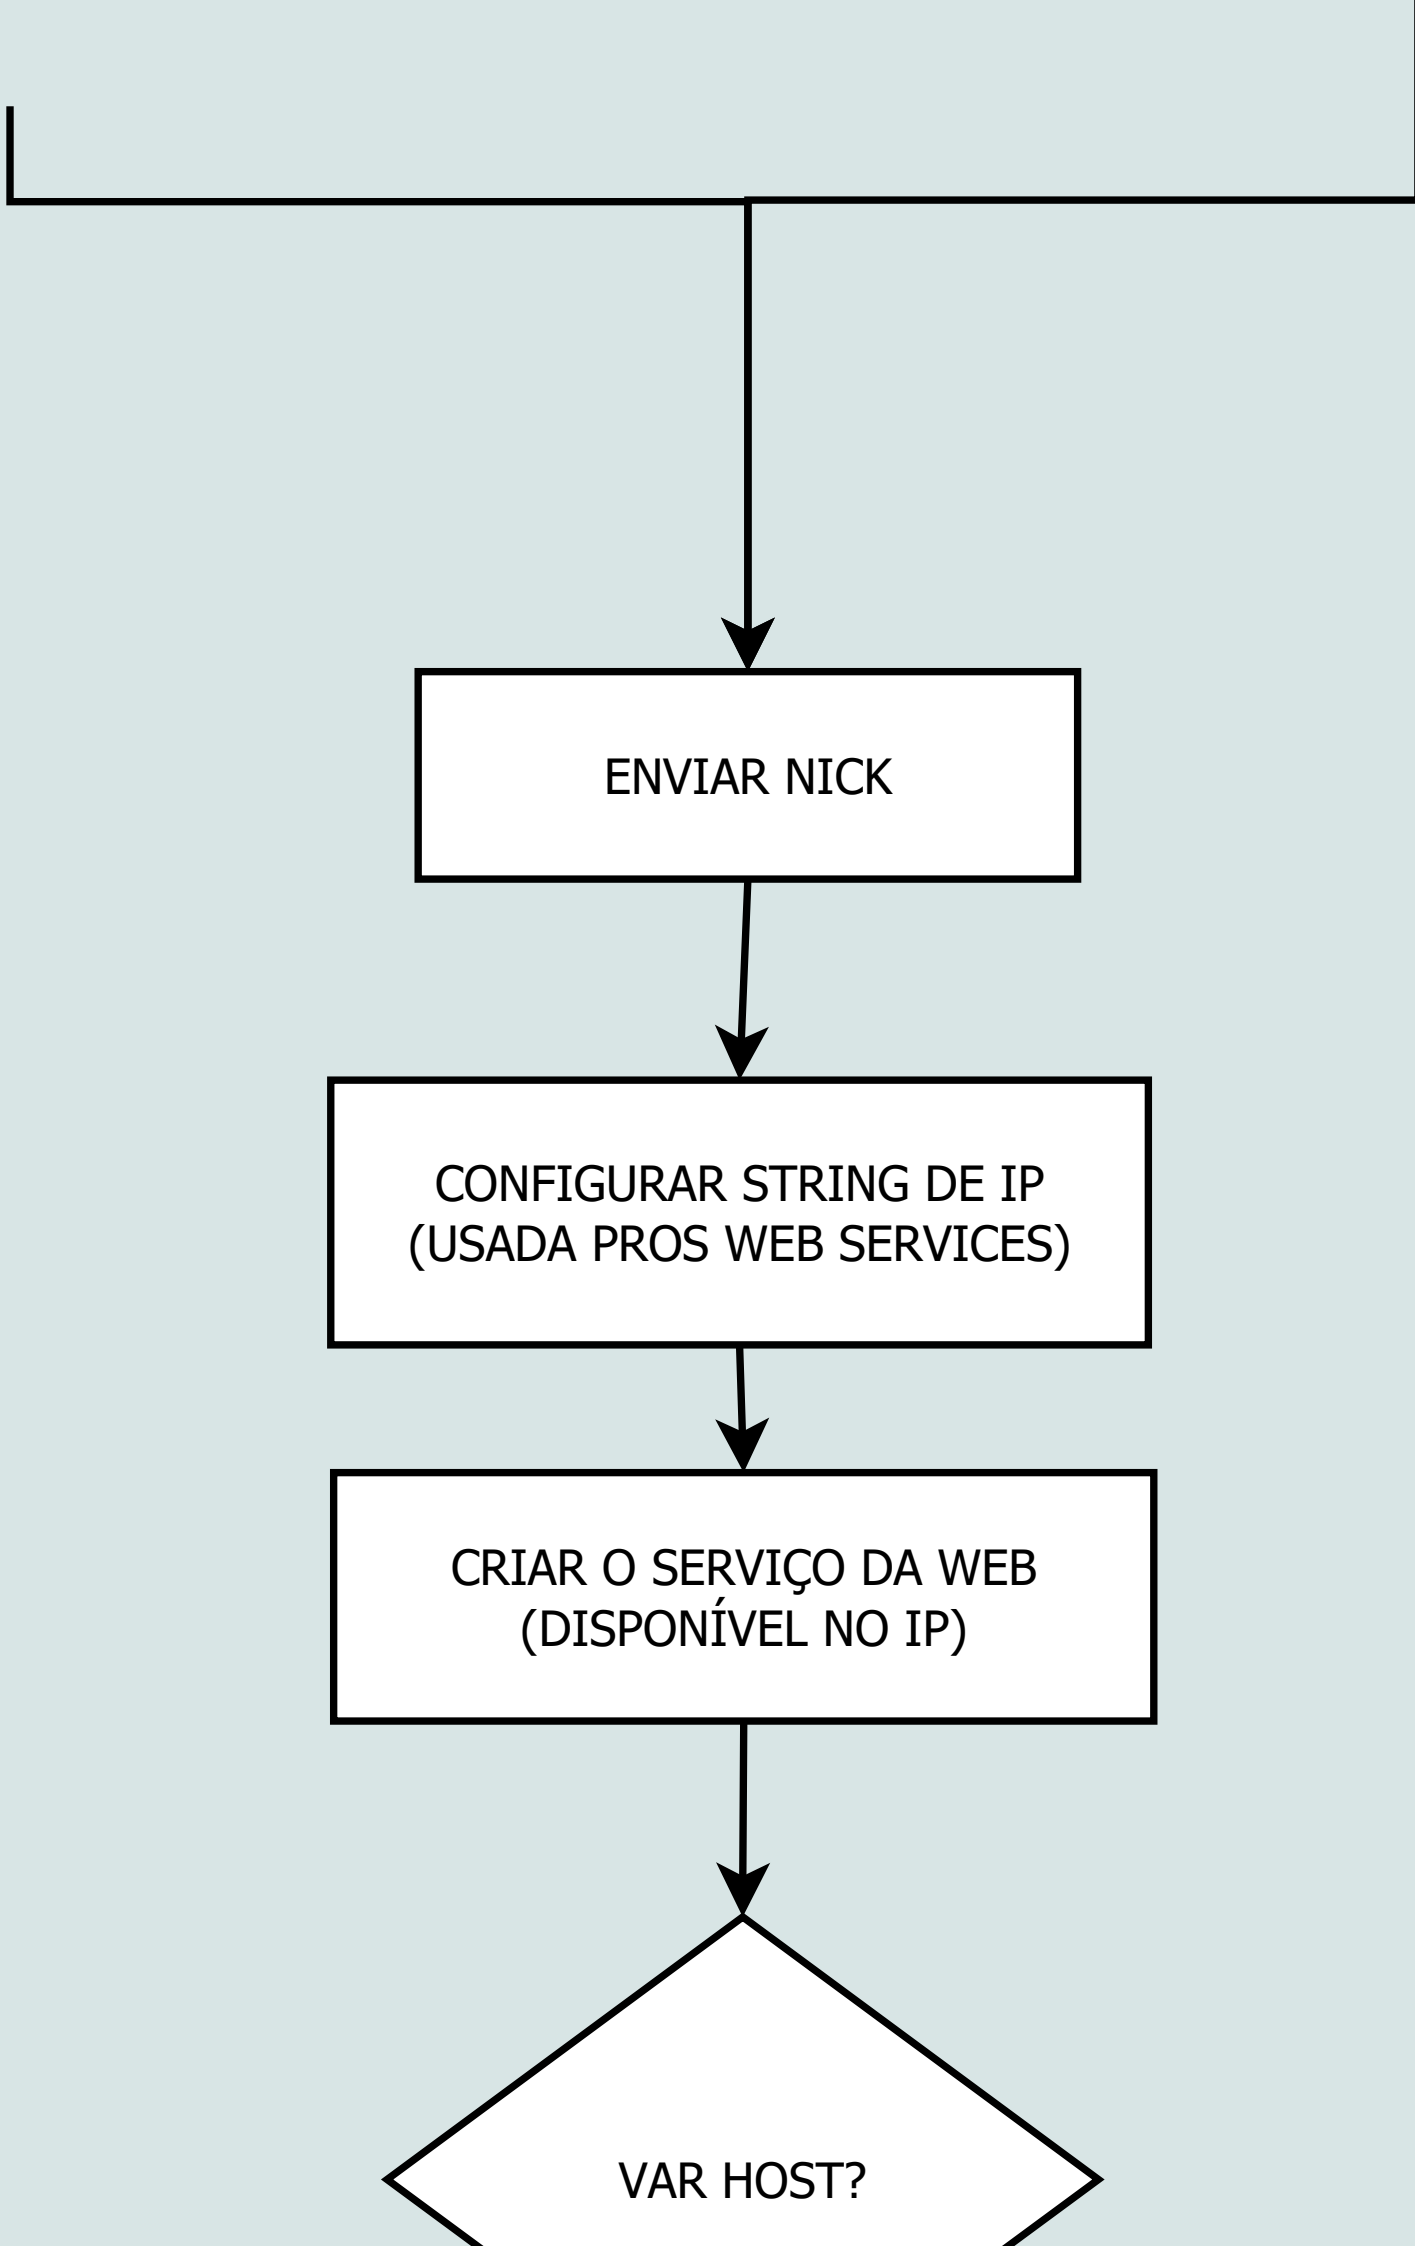 ENVIAR NICK
CONFIGURAR STRING DE IP
(USADA PROS WEB SERVICES)
CRIAR O SERVIÇO DA WEB
(DISPONÍVEL NO IP)
VAR HOST?